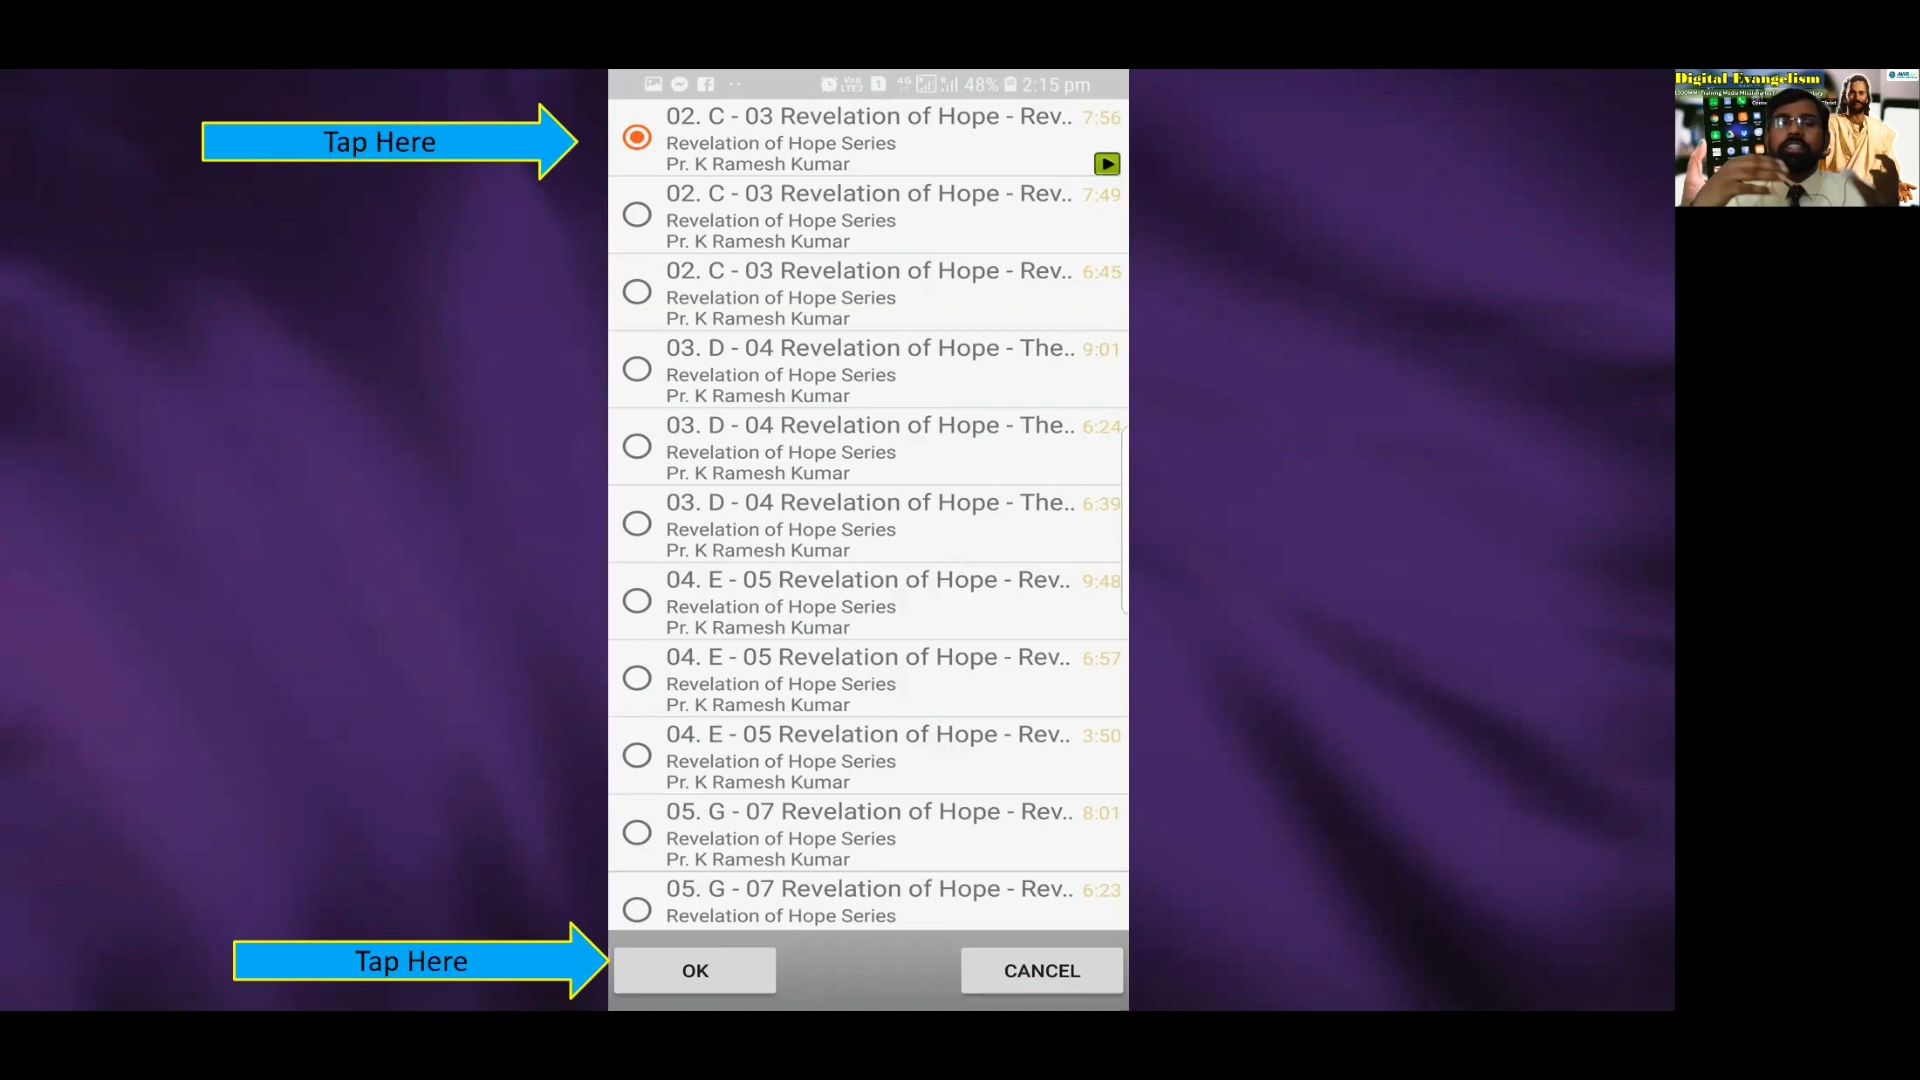 48% 2:15 pm
Tap Here
02. C - 03 Revelation of Hope - Rev.. 7:56
Revelation of Hope Series
Pr. K Ramesh Kumar
02. C - 03 Revelation of Hope - Rev.. 7:49
Revelation of Hope Series
Pr. K Ramesh Kumar
02. C - 03 Revelation of Hope - Rev.. 6:45
Revelation of Hope Series
Pr. K Ramesh Kumar
03. D - 04 Revelation of Hope - The.. 9:01
Revelation of Hope Series
Pr. K Ramesh Kumar
03. D - 04 Revelation of Hope - The.. 6:24
Revelation of Hope Series
Pr. K Ramesh Kumar
03. D - 04 Revelation of Hope - The.. 6:39
Revelation of Hope Series
Pr. K Ramesh Kumar
04. E - 05 Revelation of Hope - Rev.. 9:48
Revelation of Hope Series
Pr. K Ramesh Kumar
04. E - 05 Revelation of Hope - Rev.. 6:57
Revelation of Hope Series
Pr. K Ramesh Kumar
04. E - 05 Revelation of Hope - Rev.. 3:50
Revelation of Hope Series
Pr. K Ramesh Kumar
05. G - 07 Revelation of Hope - Rev.. 8:01
Revelation of Hope Series
Pr. K Ramesh Kumar
05. G - 07 Revelation of Hope - Rev.. 6:23
Revelation of Hope Series
Tap Here
OK CANCEL
Digital Evangelism